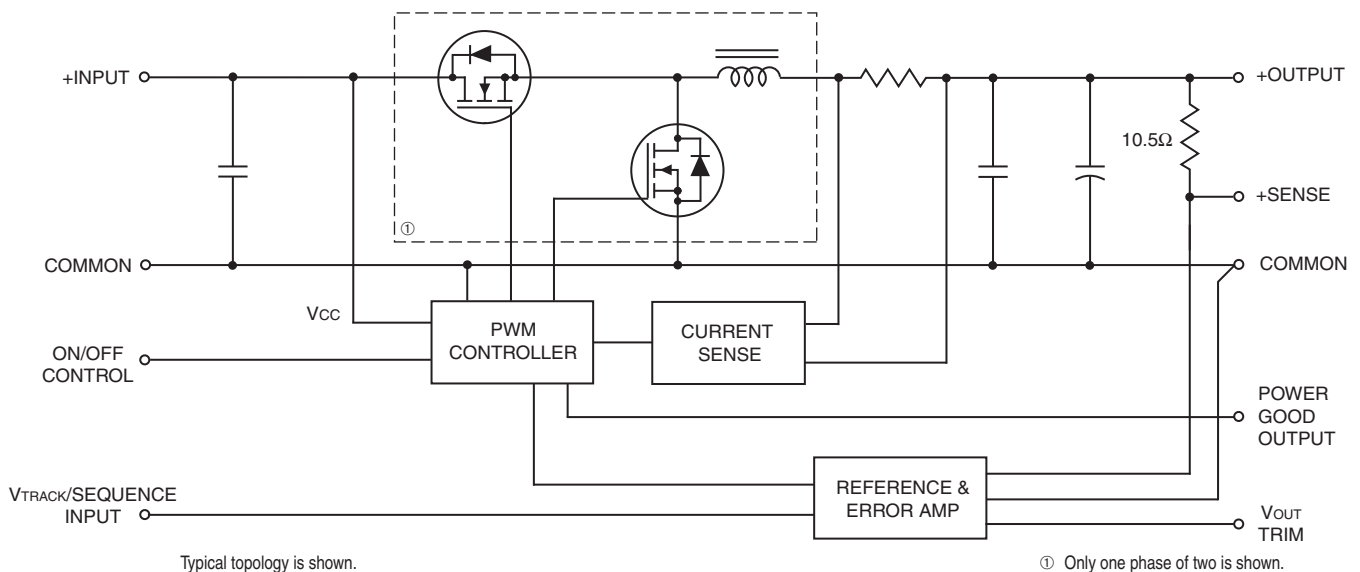 +INPUT
+OUTPUT
10.5Ω
+SENSE
①
COMMON
COMMON
VCC
PWM
CONTROLLER
CURRENT
SENSE
ON/OFF
CONTROL
POWER
GOOD
OUTPUT
VTRACK/SEQUENCE
INPUT
REFERENCE &
ERROR AMP
VOUT
TRIM
Typical topology is shown.
① Only one phase of two is shown.